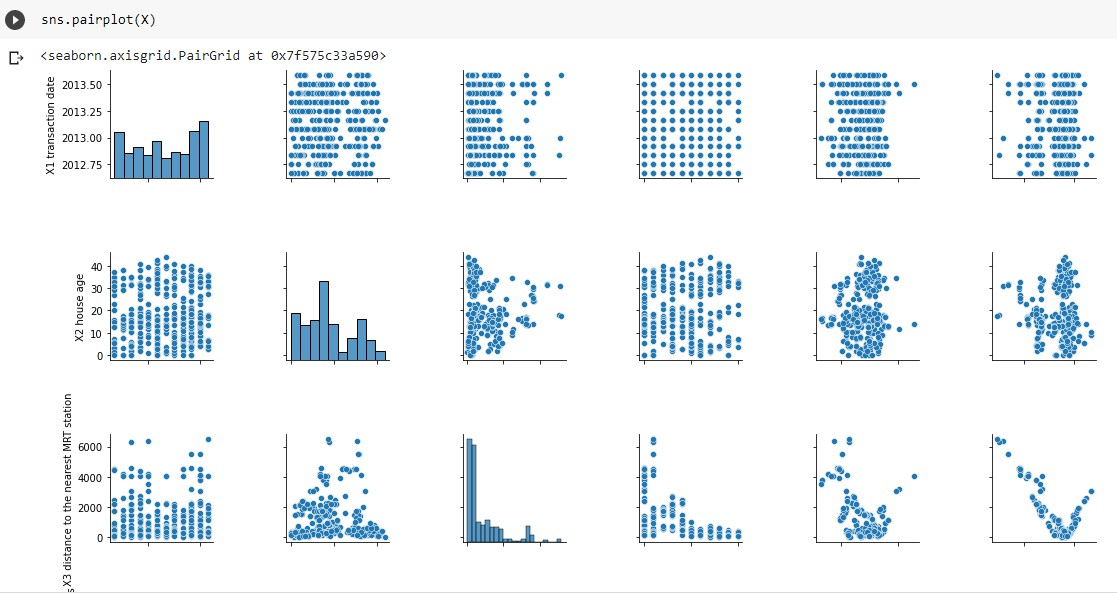 sns.pairplot(X)
<seaborn.axisgrid.PairGrid at 0x7f575c33a590>
X1 transaction date
2013.50
2013.25
2013.00
2012.75
X2 house age
40
30
20
10
0
X3 distance to the nearest MRT station
6000
4000
2000
0